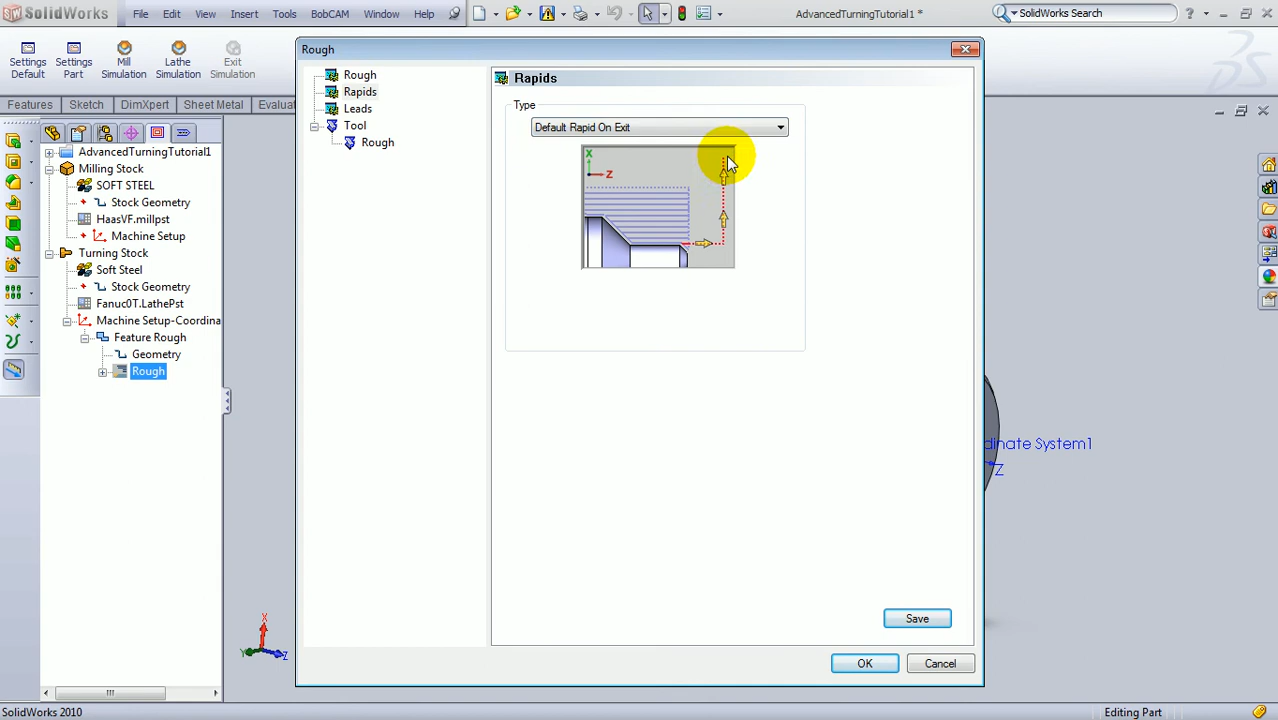 SolidWorks
File Edit View Insert Tools BobCAM Window Help
AdvancedTurningTutorial1 *
SolidWorks Search
Settings Default
Settings Part
Mill Simulation
Lathe Simulation
Exit Simulation
Features Sketch DimXpert Sheet Metal Evalua
AdvancedTurningTutorial1
Milling Stock
SOFT STEEL
Stock Geometry
HaasVF.millpst
Machine Setup
Turning Stock
Soft Steel
Stock Geometry
Fanuc0T.LathePst
Machine Setup-Coordina
Feature Rough
Geometry
Rough
Rough
Rough
Rapids
Leads
Tool
Rough
Rapids
Type
Default Rapid On Exit
X
Z
Save
OK
Cancel
dinate System1
Z
X
Y
Z
SolidWorks 2010
Editing Part